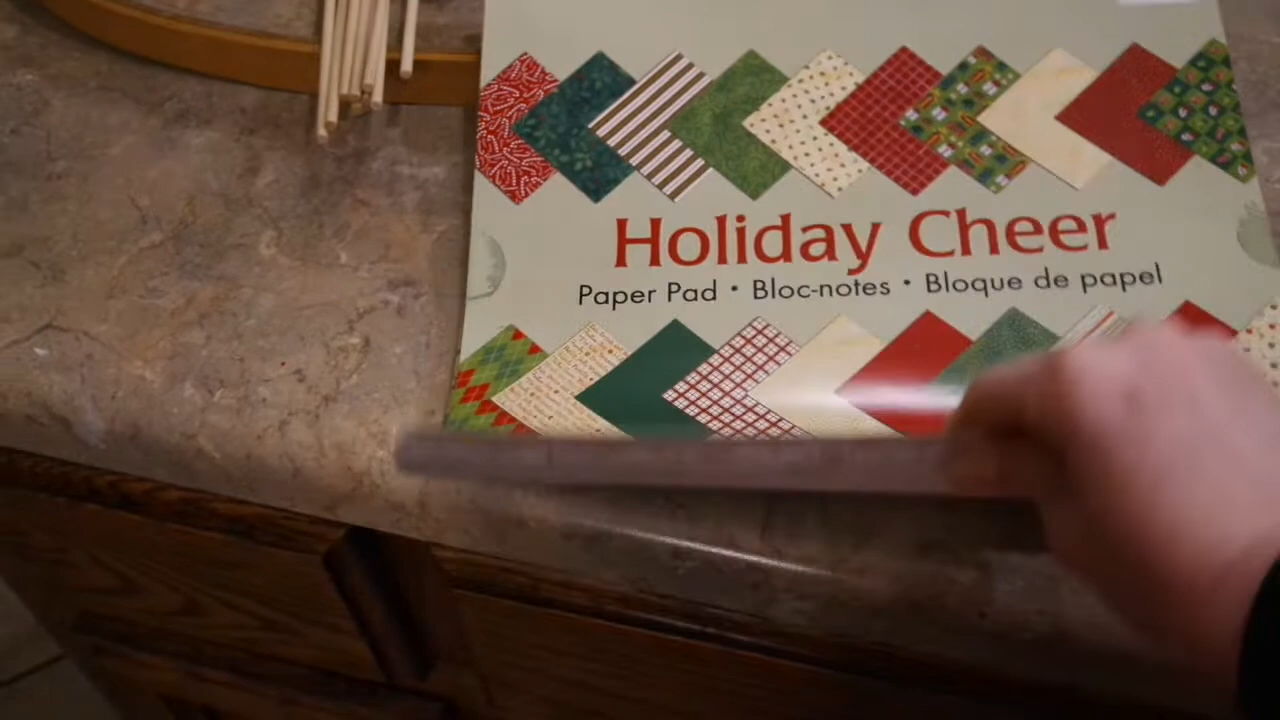 Holiday Cheer
Paper Pad • Bloc-notes • Bloque de papel